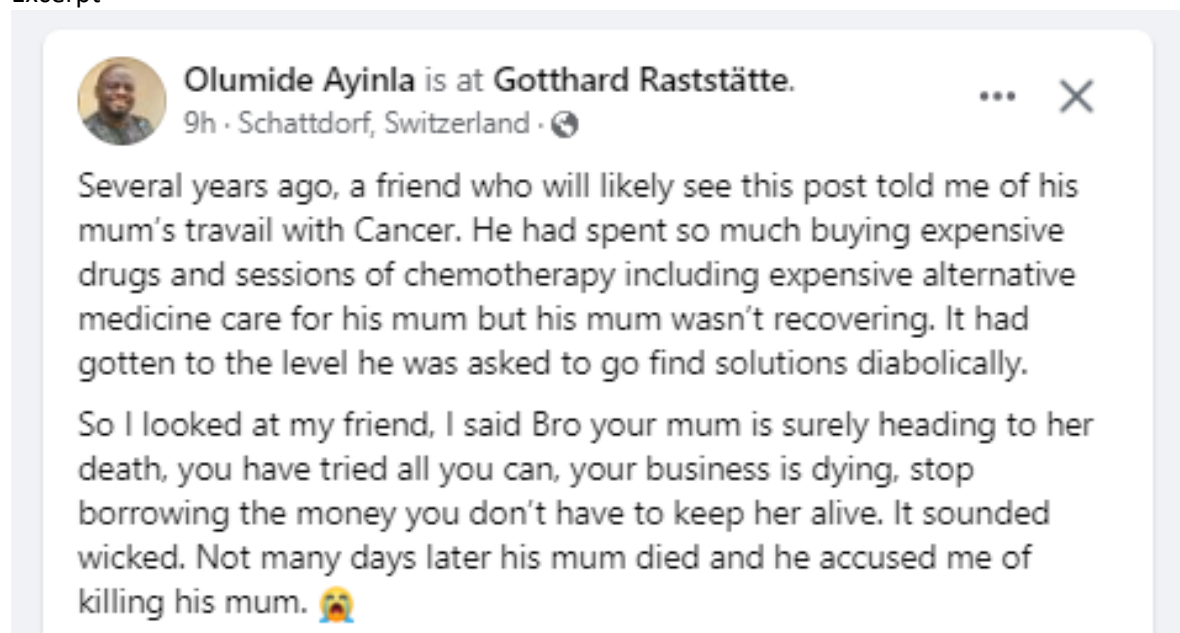 Excerpt
Olumide Ayinla is at Gotthard Raststätte.
9h · Schattdorf, Switzerland ·
Several years ago, a friend who will likely see this post told me of his
mum's travail with Cancer. He had spent so much buying expensive
drugs and sessions of chemotherapy including expensive alternative
medicine care for his mum but his mum wasn't recovering. It had
gotten to the level he was asked to go find solutions diabolically.
So I looked at my friend, I said Bro your mum is surely heading to her
death, you have tried all you can, your business is dying, stop
borrowing the money you don't have to keep her alive. It sounded
wicked. Not many days later his mum died and he accused me of
killing his mum. 😭